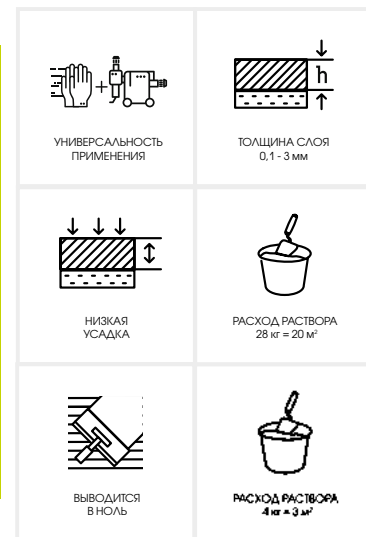 УНИВЕРСАЛЬНОСТЬ
ПРИМЕНЕНИЯ
h
ТОЛЩИНА СЛОЯ
0,1 - 3 мм
НИЗКАЯ
УСАДКА
РАСХОД РАСТВОРА
28 кг = 20 м²
ВЫВОДИТСЯ
В НОЛЬ
РАСХОД РАСТВОРА
4 кг = 3 м²